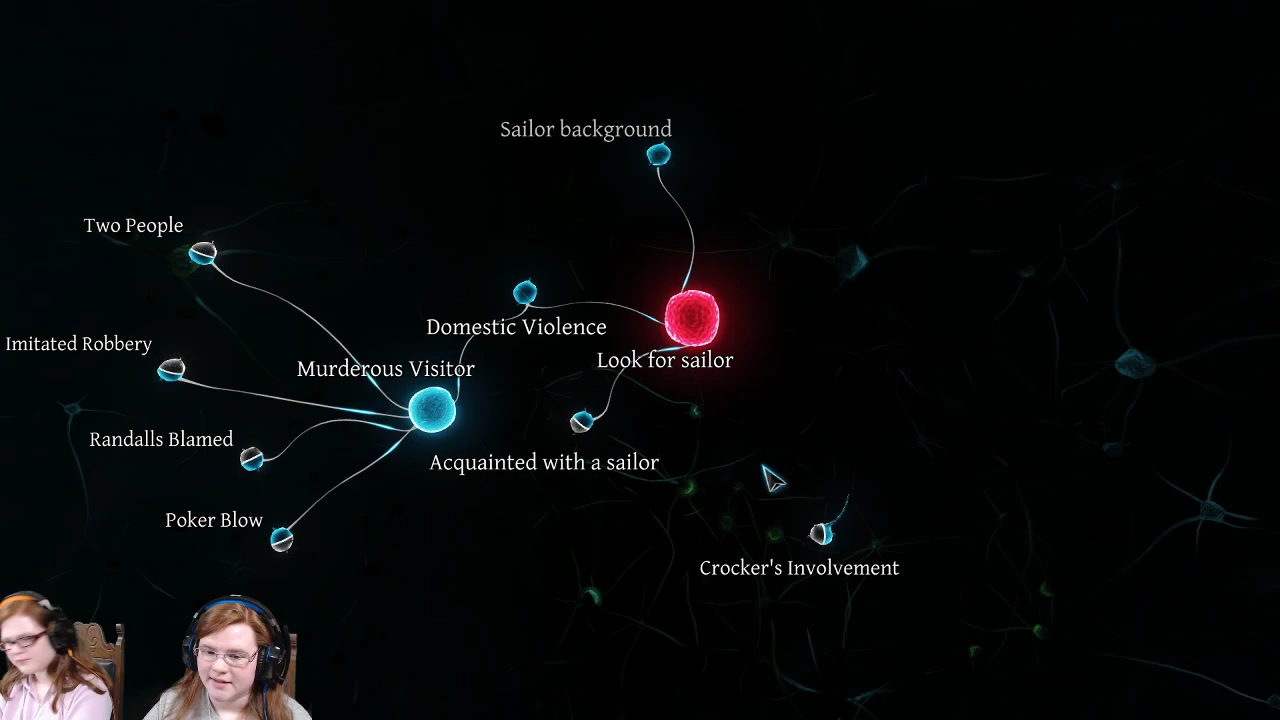 Sailor background
Two People
Domestic Violence
Imitated Robbery
Look for sailor
Murderous Visitor
Randalls Blamed
Acquainted with a sailor
Poker Blow
Crocker's Involvement